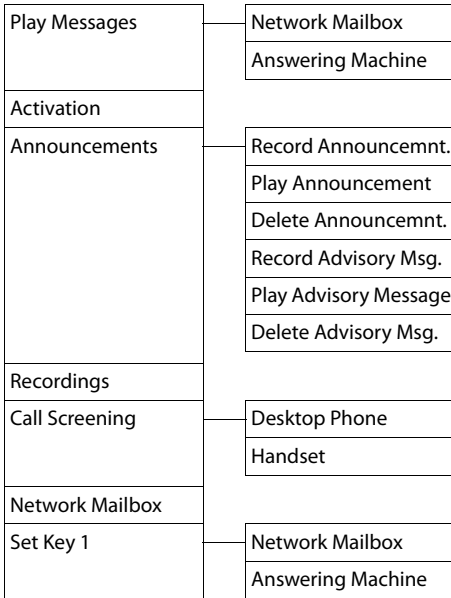 Play Messages
Network Mailbox
Answering Machine
Activation
Announcements
Record Announcemnt.
Play Announcement
Delete Announcemnt.
Record Advisory Msg.
Play Advisory Message
Delete Advisory Msg.
Recordings
Call Screening
Desktop Phone
Handset
Network Mailbox
Set Key 1
Network Mailbox
Answering Machine